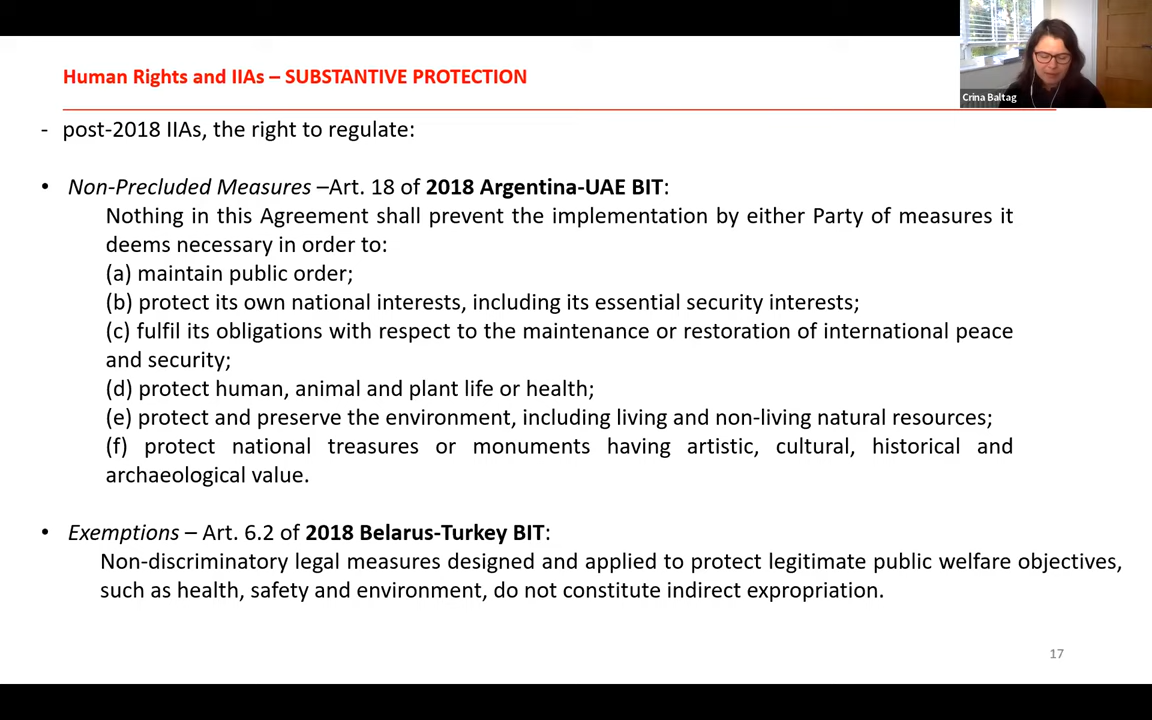 Human Rights and IIAs – SUBSTANTIVE PROTECTION
Crina Baltag
- post-2018 IIAs, the right to regulate:
• Non-Precluded Measures –Art. 18 of 2018 Argentina-UAE BIT:
Nothing in this Agreement shall prevent the implementation by either Party of measures it
deems necessary in order to:
(a) maintain public order;
(b) protect its own national interests, including its essential security interests;
(c) fulfil its obligations with respect to the maintenance or restoration of international peace
and security;
(d) protect human, animal and plant life or health;
(e) protect and preserve the environment, including living and non-living natural resources;
(f) protect national treasures or monuments having artistic, cultural, historical and
archaeological value.
• Exemptions – Art. 6.2 of 2018 Belarus-Turkey BIT:
Non-discriminatory legal measures designed and applied to protect legitimate public welfare objectives,
such as health, safety and environment, do not constitute indirect expropriation.
17